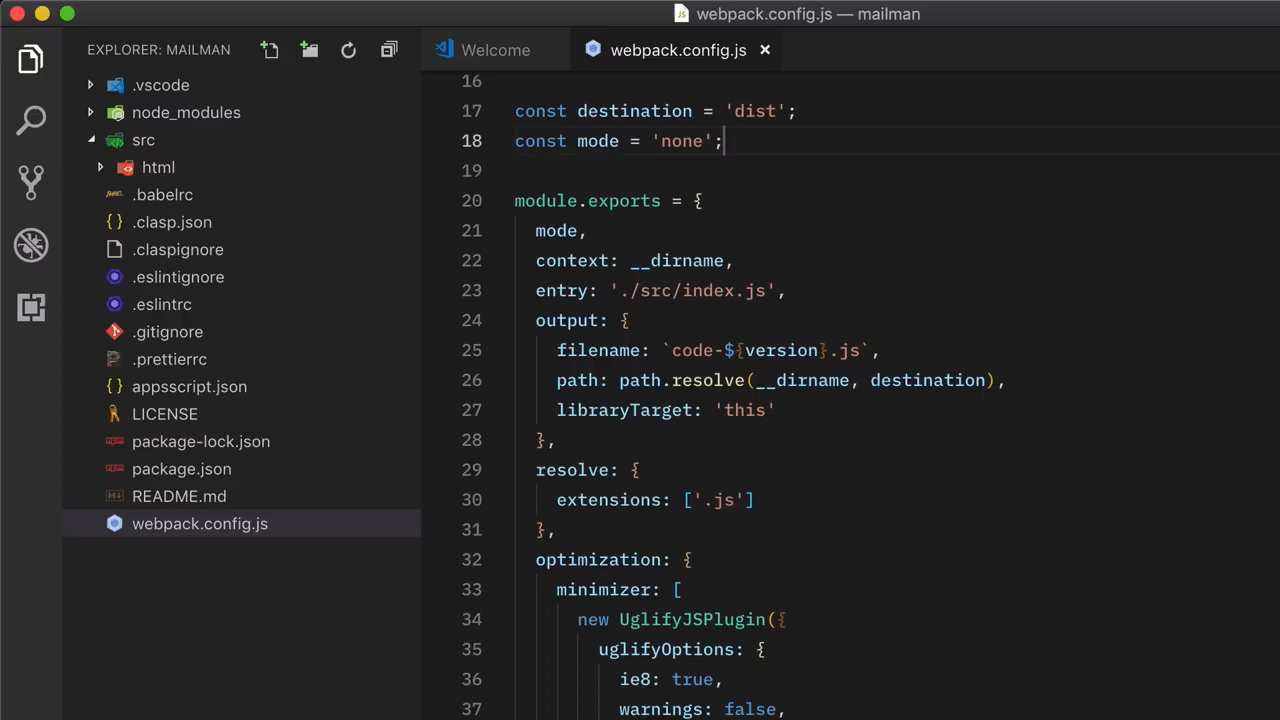 webpack.config.js — mailman
EXPLORER: MAILMAN
.vscode
node_modules
src
html
.babelrc
.clasp.json
.claspignore
.eslintignore
.eslintrc
.gitignore
.prettierrc
appsscript.json
LICENSE
package-lock.json
package.json
README.md
webpack.config.js
Welcome
webpack.config.js
16
17 const destination = 'dist';
18 const mode = 'none';
19
20 module.exports = {
21 mode,
22 context: __dirname,
23 entry: './src/index.js',
24 output: {
25 filename: `code-${version}.js`,
26 path: path.resolve(__dirname, destination),
27 libraryTarget: 'this'
28 },
29 resolve: {
30 extensions: ['.js']
31 },
32 optimization: {
33 minimizer: [
34 new UglifyJSPlugin({
35 uglifyOptions: {
36 ie8: true,
37 warnings: false,